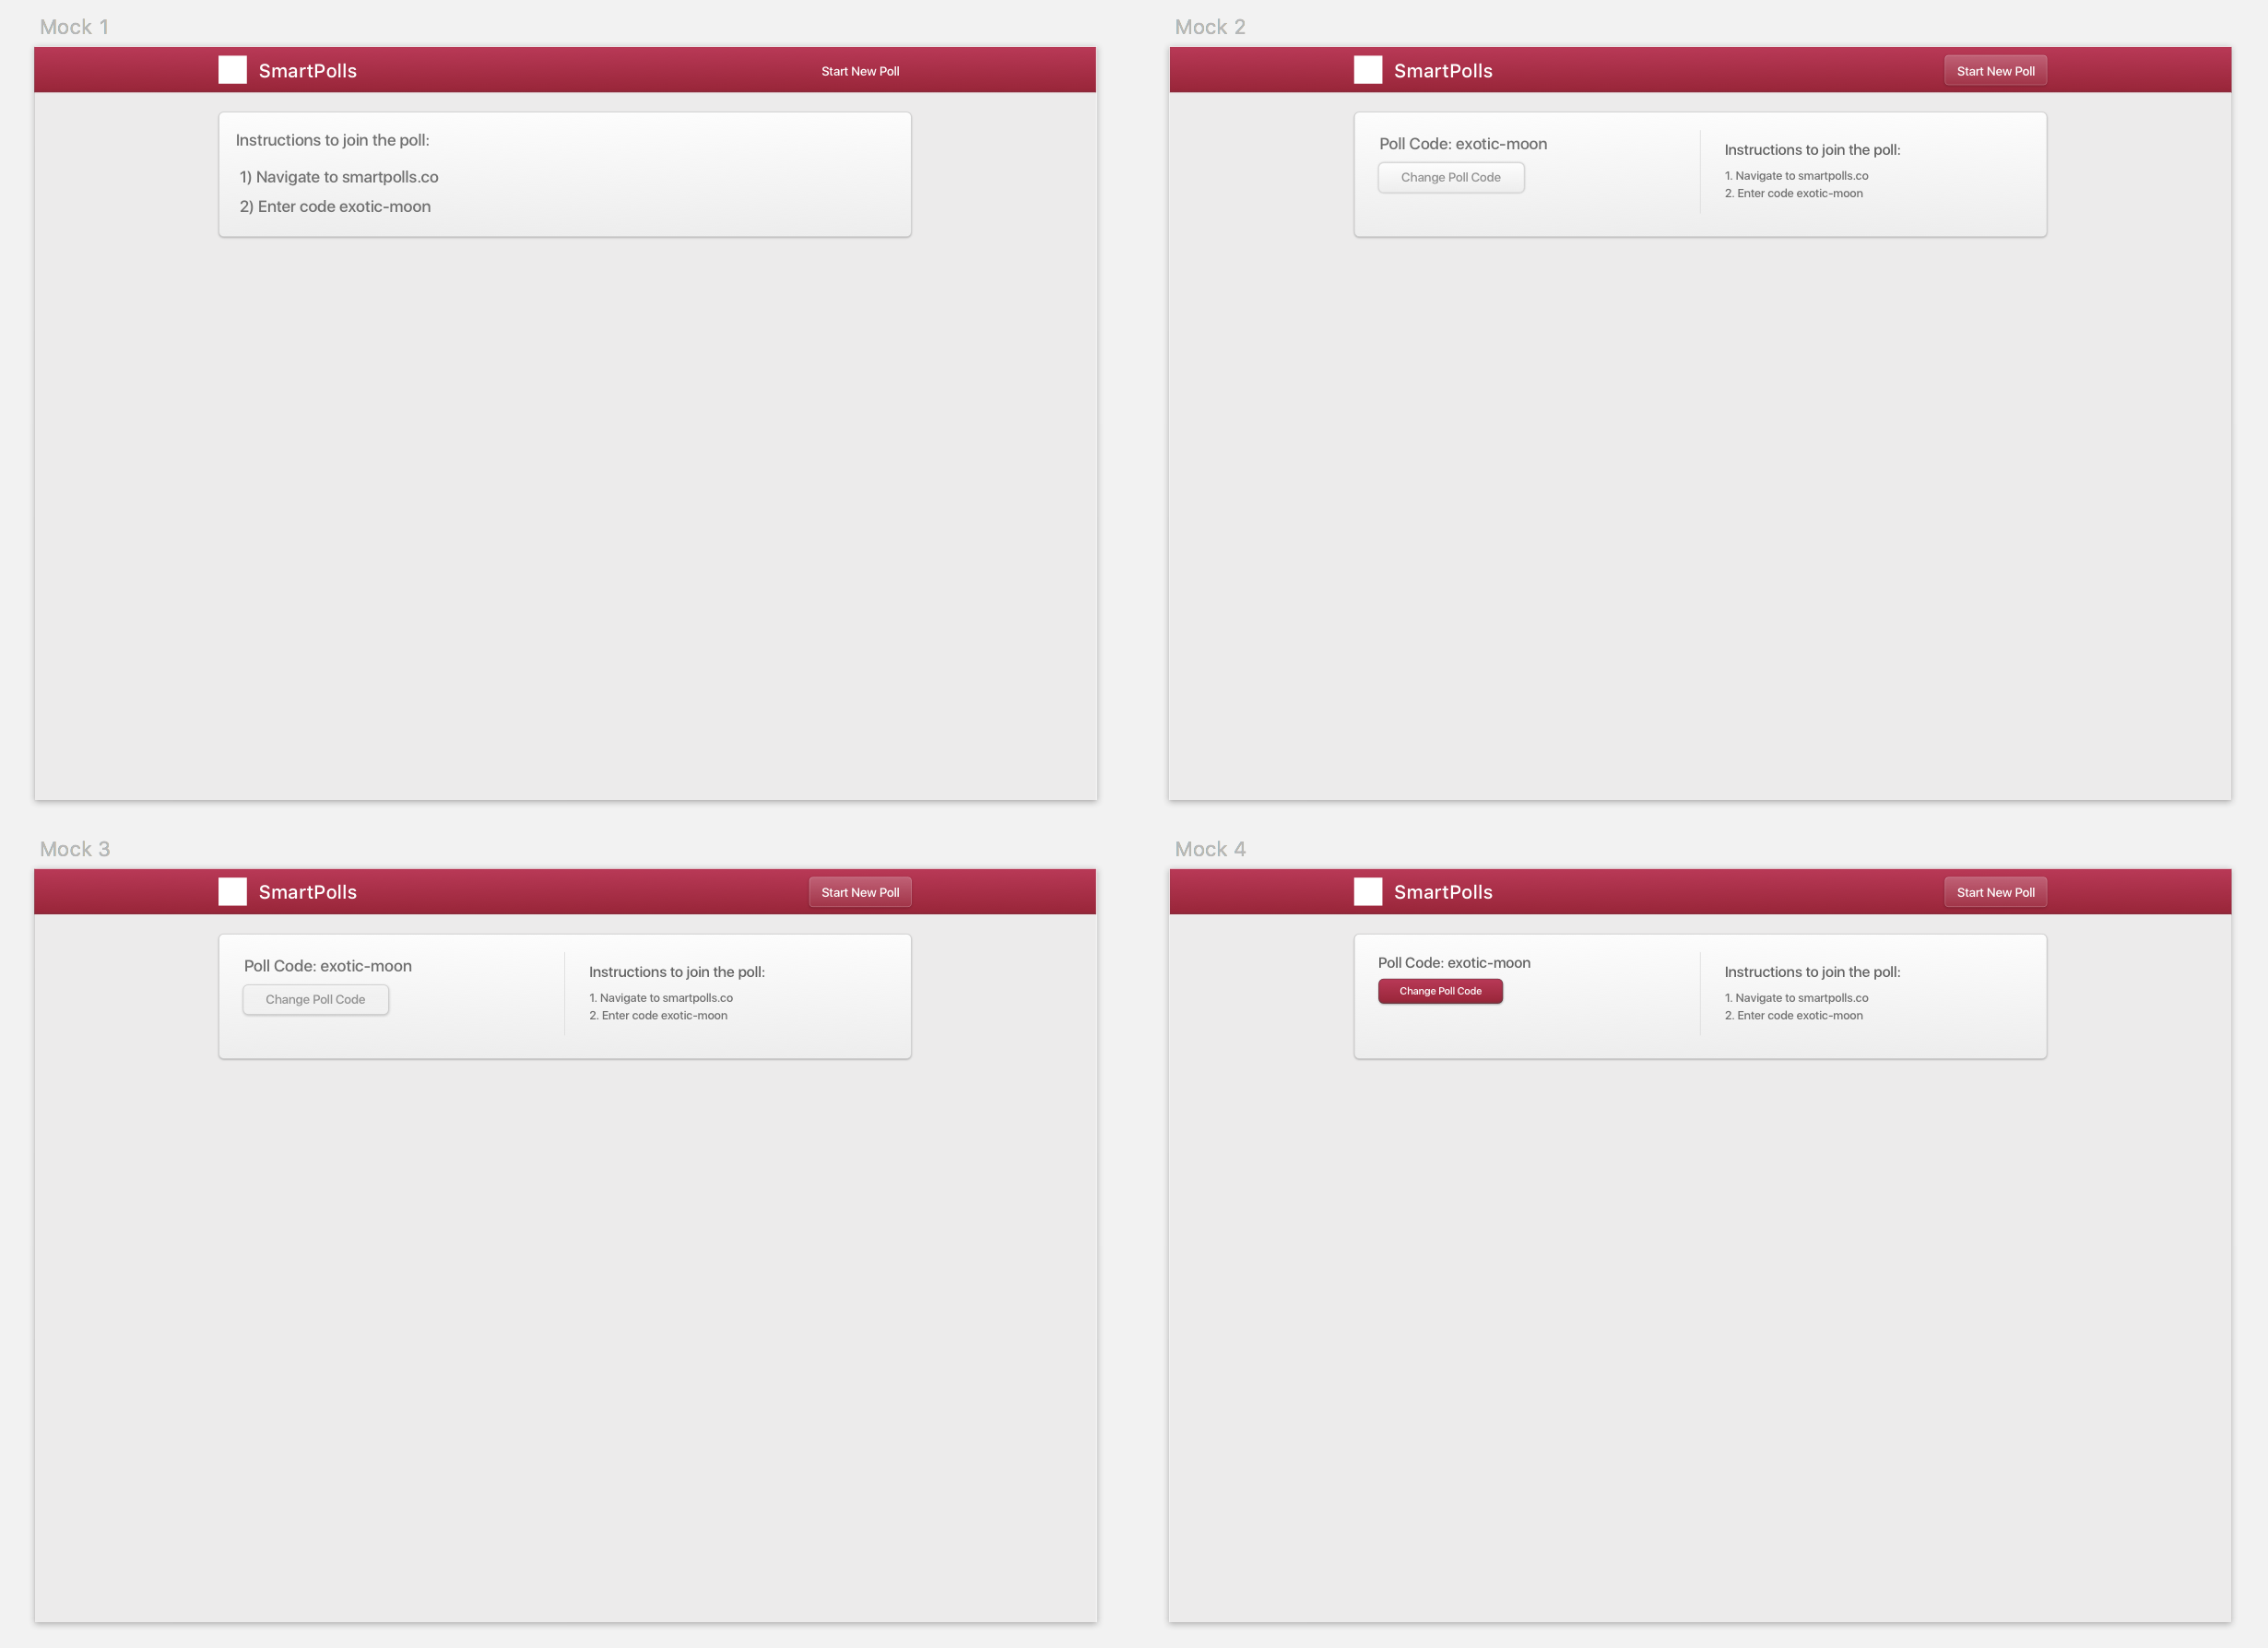 Mock 1
SmartPolls
Start New Poll
Instructions to join the poll:
1) Navigate to smartpolls.co
2) Enter code exotic-moon
Mock 2
SmartPolls
Start New Poll
Poll Code: exotic-moon
Change Poll Code
Instructions to join the poll:
1. Navigate to smartpolls.co
2. Enter code exotic-moon
Mock 3
SmartPolls
Start New Poll
Poll Code: exotic-moon
Change Poll Code
Instructions to join the poll:
1. Navigate to smartpolls.co
2. Enter code exotic-moon
Mock 4
SmartPolls
Start New Poll
Poll Code: exotic-moon
Change Poll Code
Instructions to join the poll:
1. Navigate to smartpolls.co
2. Enter code exotic-moon